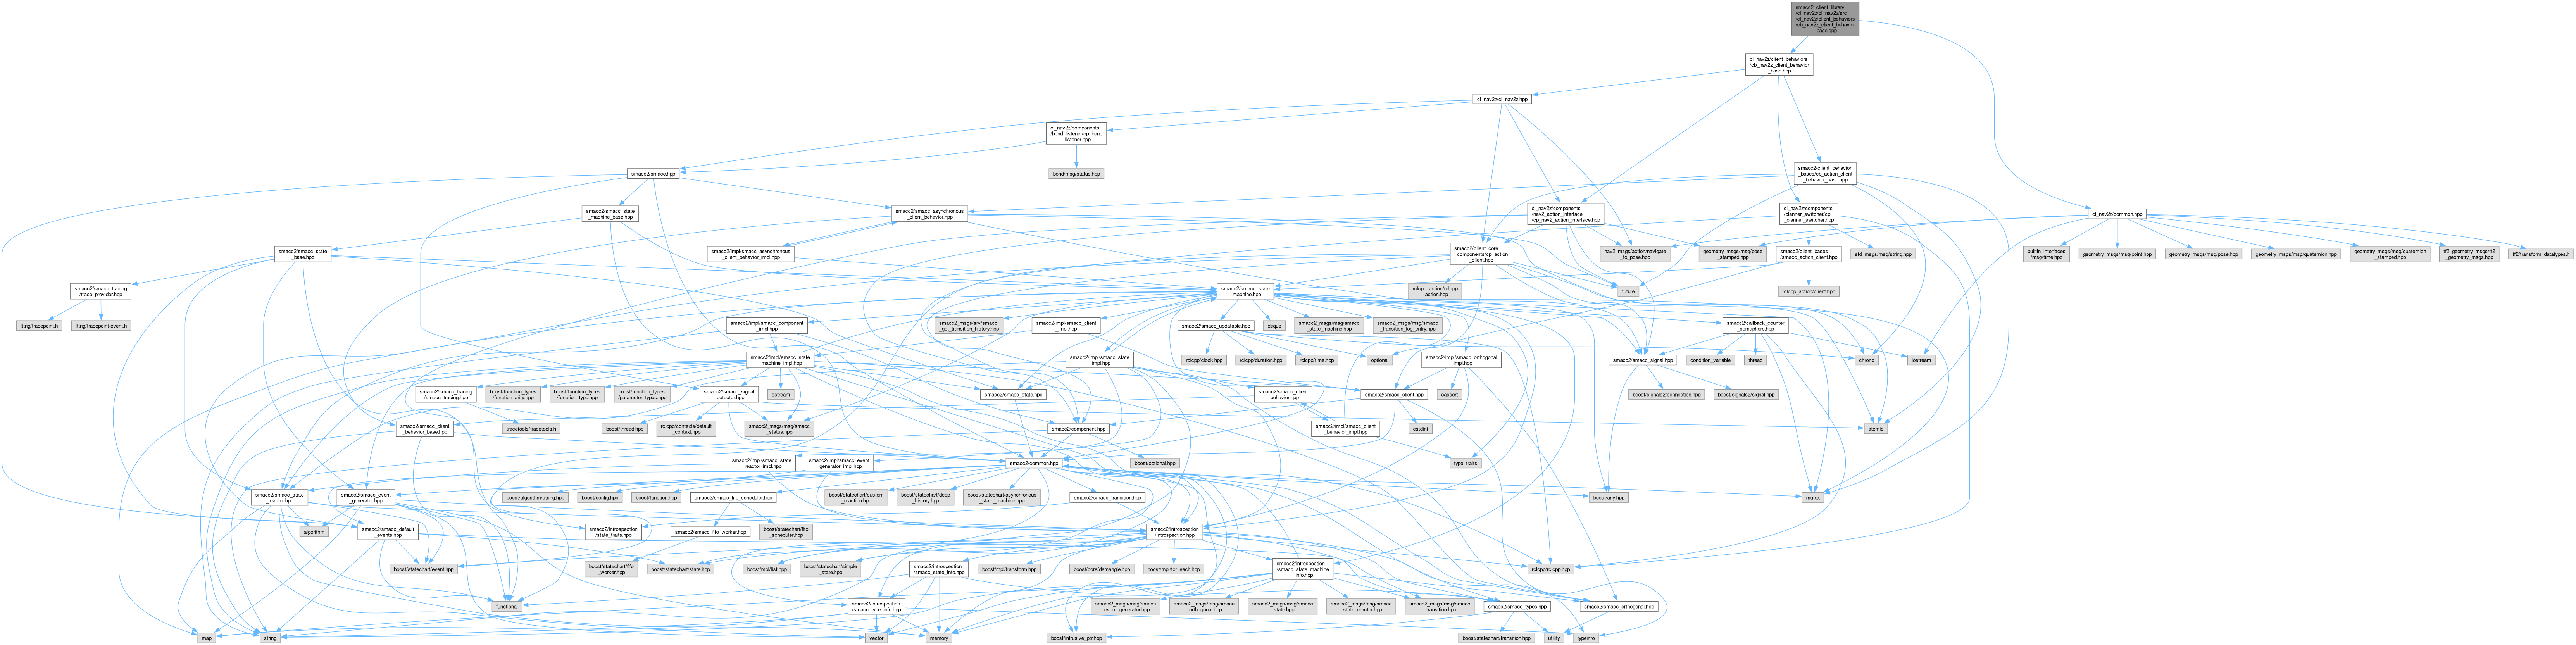 smacc2_client_library
/cl_nav2z/cl_nav2z/src
/cl_nav2z/client_behaviors
/cb_nav2z_client_behavior
_base.cpp
cl_nav2z/client_behaviors
/cb_nav2z_client_behavior
_base.hpp
cl_nav2z/cl_nav2z.hpp
cl_nav2z/components
/bond_listener/cp_bond
_listener.hpp
smacc2/smacc.hpp
bond/msg/status.hpp
smacc2/client_behavior
_bases/cb_action_client
_behavior_base.hpp
smacc2/smacc_state
_machine_base.hpp
smacc2/smacc_asynchronous
_client_behavior.hpp
cl_nav2z/components
/nav2_action_interface
/cp_nav2_action_interface.hpp
cl_nav2z/components
/planner_switcher/cp
_planner_switcher.hpp
cl_nav2z/common.hpp
smacc2/smacc_state
_base.hpp
smacc2/impl/smacc_asynchronous
_client_behavior_impl.hpp
smacc2/client_core
_components/cp_action
_client.hpp
nav2_msgs/action/navigate
_to_pose.hpp
geometry_msgs/msg/pose
_stamped.hpp
smacc2/client_bases
/smacc_action_client.hpp
std_msgs/msg/string.hpp
builtin_interfaces
/msg/time.hpp
geometry_msgs/msg/point.hpp
geometry_msgs/msg/pose.hpp
geometry_msgs/msg/quaternion.hpp
geometry_msgs/msg/quaternion
_stamped.hpp
tf2_geometry_msgs/tf2
_geometry_msgs.hpp
tf2/transform_datatypes.h
smacc2/smacc_tracing
/trace_provider.hpp
smacc2/smacc_state
_machine.hpp
rclcpp_action/rclcpp
_action.hpp
future
rclcpp_action/client.hpp
lttng/tracepoint.h
lttng/tracepoint-event.h
smacc2/impl/smacc_component
_impl.hpp
smacc2_msgs/srv/smacc
_get_transition_history.hpp
smacc2/impl/smacc_client
_impl.hpp
smacc2/smacc_updatable.hpp
deque
smacc2_msgs/msg/smacc
_state_machine.hpp
smacc2_msgs/msg/smacc
_transition_log_entry.hpp
smacc2/callback_counter
_semaphore.hpp
smacc2/impl/smacc_state
_machine_impl.hpp
smacc2/impl/smacc_state
_impl.hpp
rclcpp/clock.hpp
rclcpp/duration.hpp
rclcpp/time.hpp
optional
smacc2/impl/smacc_orthogonal
_impl.hpp
smacc2/smacc_signal.hpp
condition_variable
thread
chrono
iostream
smacc2/smacc_tracing
/smacc_tracing.hpp
boost/function_types
/function_arity.hpp
boost/function_types
/function_type.hpp
boost/function_types
/parameter_types.hpp
smacc2/smacc_signal
_detector.hpp
sstream
smacc2/smacc_state.hpp
smacc2/smacc_client
_behavior.hpp
smacc2/smacc_client.hpp
cassert
boost/signals2/connection.hpp
boost/signals2/signal.hpp
smacc2/smacc_client
_behavior_base.hpp
tracetools/tracetools.h
boost/thread.hpp
rclcpp/contexts/default
_context.hpp
smacc2_msgs/msg/smacc
_status.hpp
smacc2/component.hpp
smacc2/impl/smacc_client
_behavior_impl.hpp
cstdint
atomic
smacc2/impl/smacc_state
_reactor_impl.hpp
smacc2/impl/smacc_event
_generator_impl.hpp
smacc2/common.hpp
boost/optional.hpp
type_traits
smacc2/smacc_state
_reactor.hpp
smacc2/smacc_event
_generator.hpp
boost/algorithm/string.hpp
boost/config.hpp
boost/function.hpp
smacc2/smacc_fifo_scheduler.hpp
boost/statechart/custom
_reaction.hpp
boost/statechart/deep
_history.hpp
boost/statechart/asynchronous
_state_machine.hpp
smacc2/smacc_transition.hpp
boost/any.hpp
mutex
algorithm
smacc2/smacc_default
_events.hpp
smacc2/introspection
/state_traits.hpp
smacc2/smacc_fifo_worker.hpp
boost/statechart/fifo
_scheduler.hpp
smacc2/introspection
/introspection.hpp
boost/statechart/event.hpp
boost/statechart/fifo
_worker.hpp
boost/statechart/state.hpp
boost/mpl/list.hpp
boost/statechart/simple
_state.hpp
smacc2/introspection
/smacc_state_info.hpp
boost/mpl/transform.hpp
boost/core/demangle.hpp
boost/mpl/for_each.hpp
smacc2/introspection
/smacc_state_machine
_info.hpp
rclcpp/rclcpp.hpp
functional
smacc2/introspection
/smacc_type_info.hpp
smacc2_msgs/msg/smacc
_event_generator.hpp
smacc2_msgs/msg/smacc
_orthogonal.hpp
smacc2_msgs/msg/smacc
_state.hpp
smacc2_msgs/msg/smacc
_state_reactor.hpp
smacc2_msgs/msg/smacc
_transition.hpp
smacc2/smacc_types.hpp
smacc2/smacc_orthogonal.hpp
map
string
vector
memory
boost/intrusive_ptr.hpp
boost/statechart/transition.hpp
utility
typeinfo